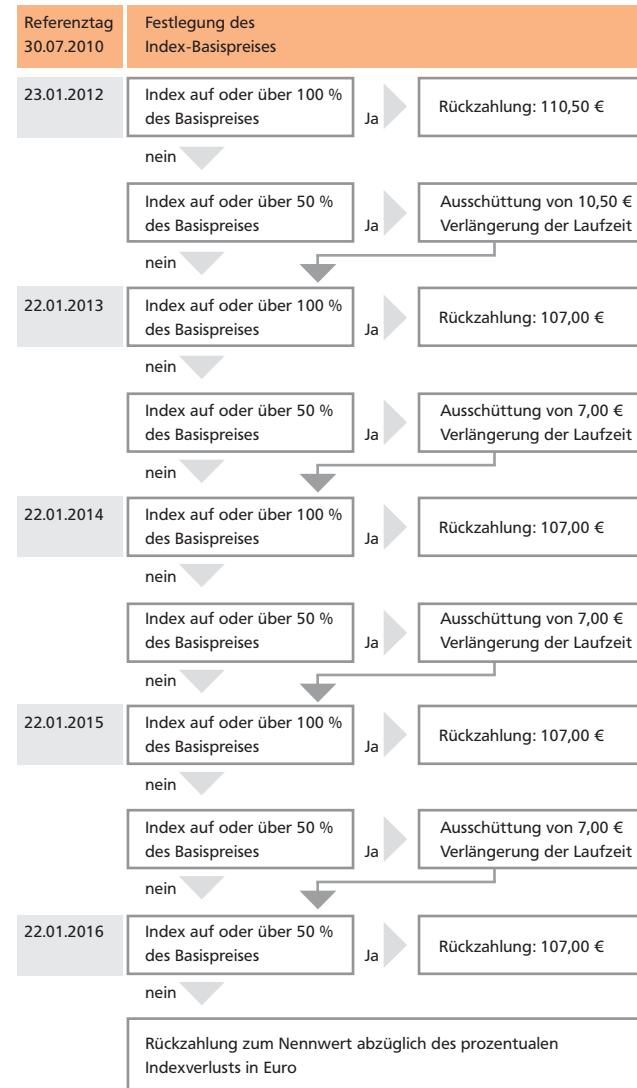 Referenztag
30.07.2010
Festlegung des
Index-Basispreises
23.01.2012
Index auf oder über 100 %
des Basispreises
Ja
Rückzahlung: 110,50 €
nein
Index auf oder über 50 %
des Basispreises
Ja
Ausschüttung von 10,50 €
Verlängerung der Laufzeit
nein
22.01.2013
Index auf oder über 100 %
des Basispreises
Ja
Rückzahlung: 107,00 €
nein
Index auf oder über 50 %
des Basispreises
Ja
Ausschüttung von 7,00 €
Verlängerung der Laufzeit
nein
22.01.2014
Index auf oder über 100 %
des Basispreises
Ja
Rückzahlung: 107,00 €
nein
Index auf oder über 50 %
des Basispreises
Ja
Ausschüttung von 7,00 €
Verlängerung der Laufzeit
nein
22.01.2015
Index auf oder über 100 %
des Basispreises
Ja
Rückzahlung: 107,00 €
nein
Index auf oder über 50 %
des Basispreises
Ja
Ausschüttung von 7,00 €
Verlängerung der Laufzeit
nein
22.01.2016
Index auf oder über 50 %
des Basispreises
Ja
Rückzahlung: 107,00 €
nein
Rückzahlung zum Nennwert abzüglich des prozentualen
Indexverlusts in Euro